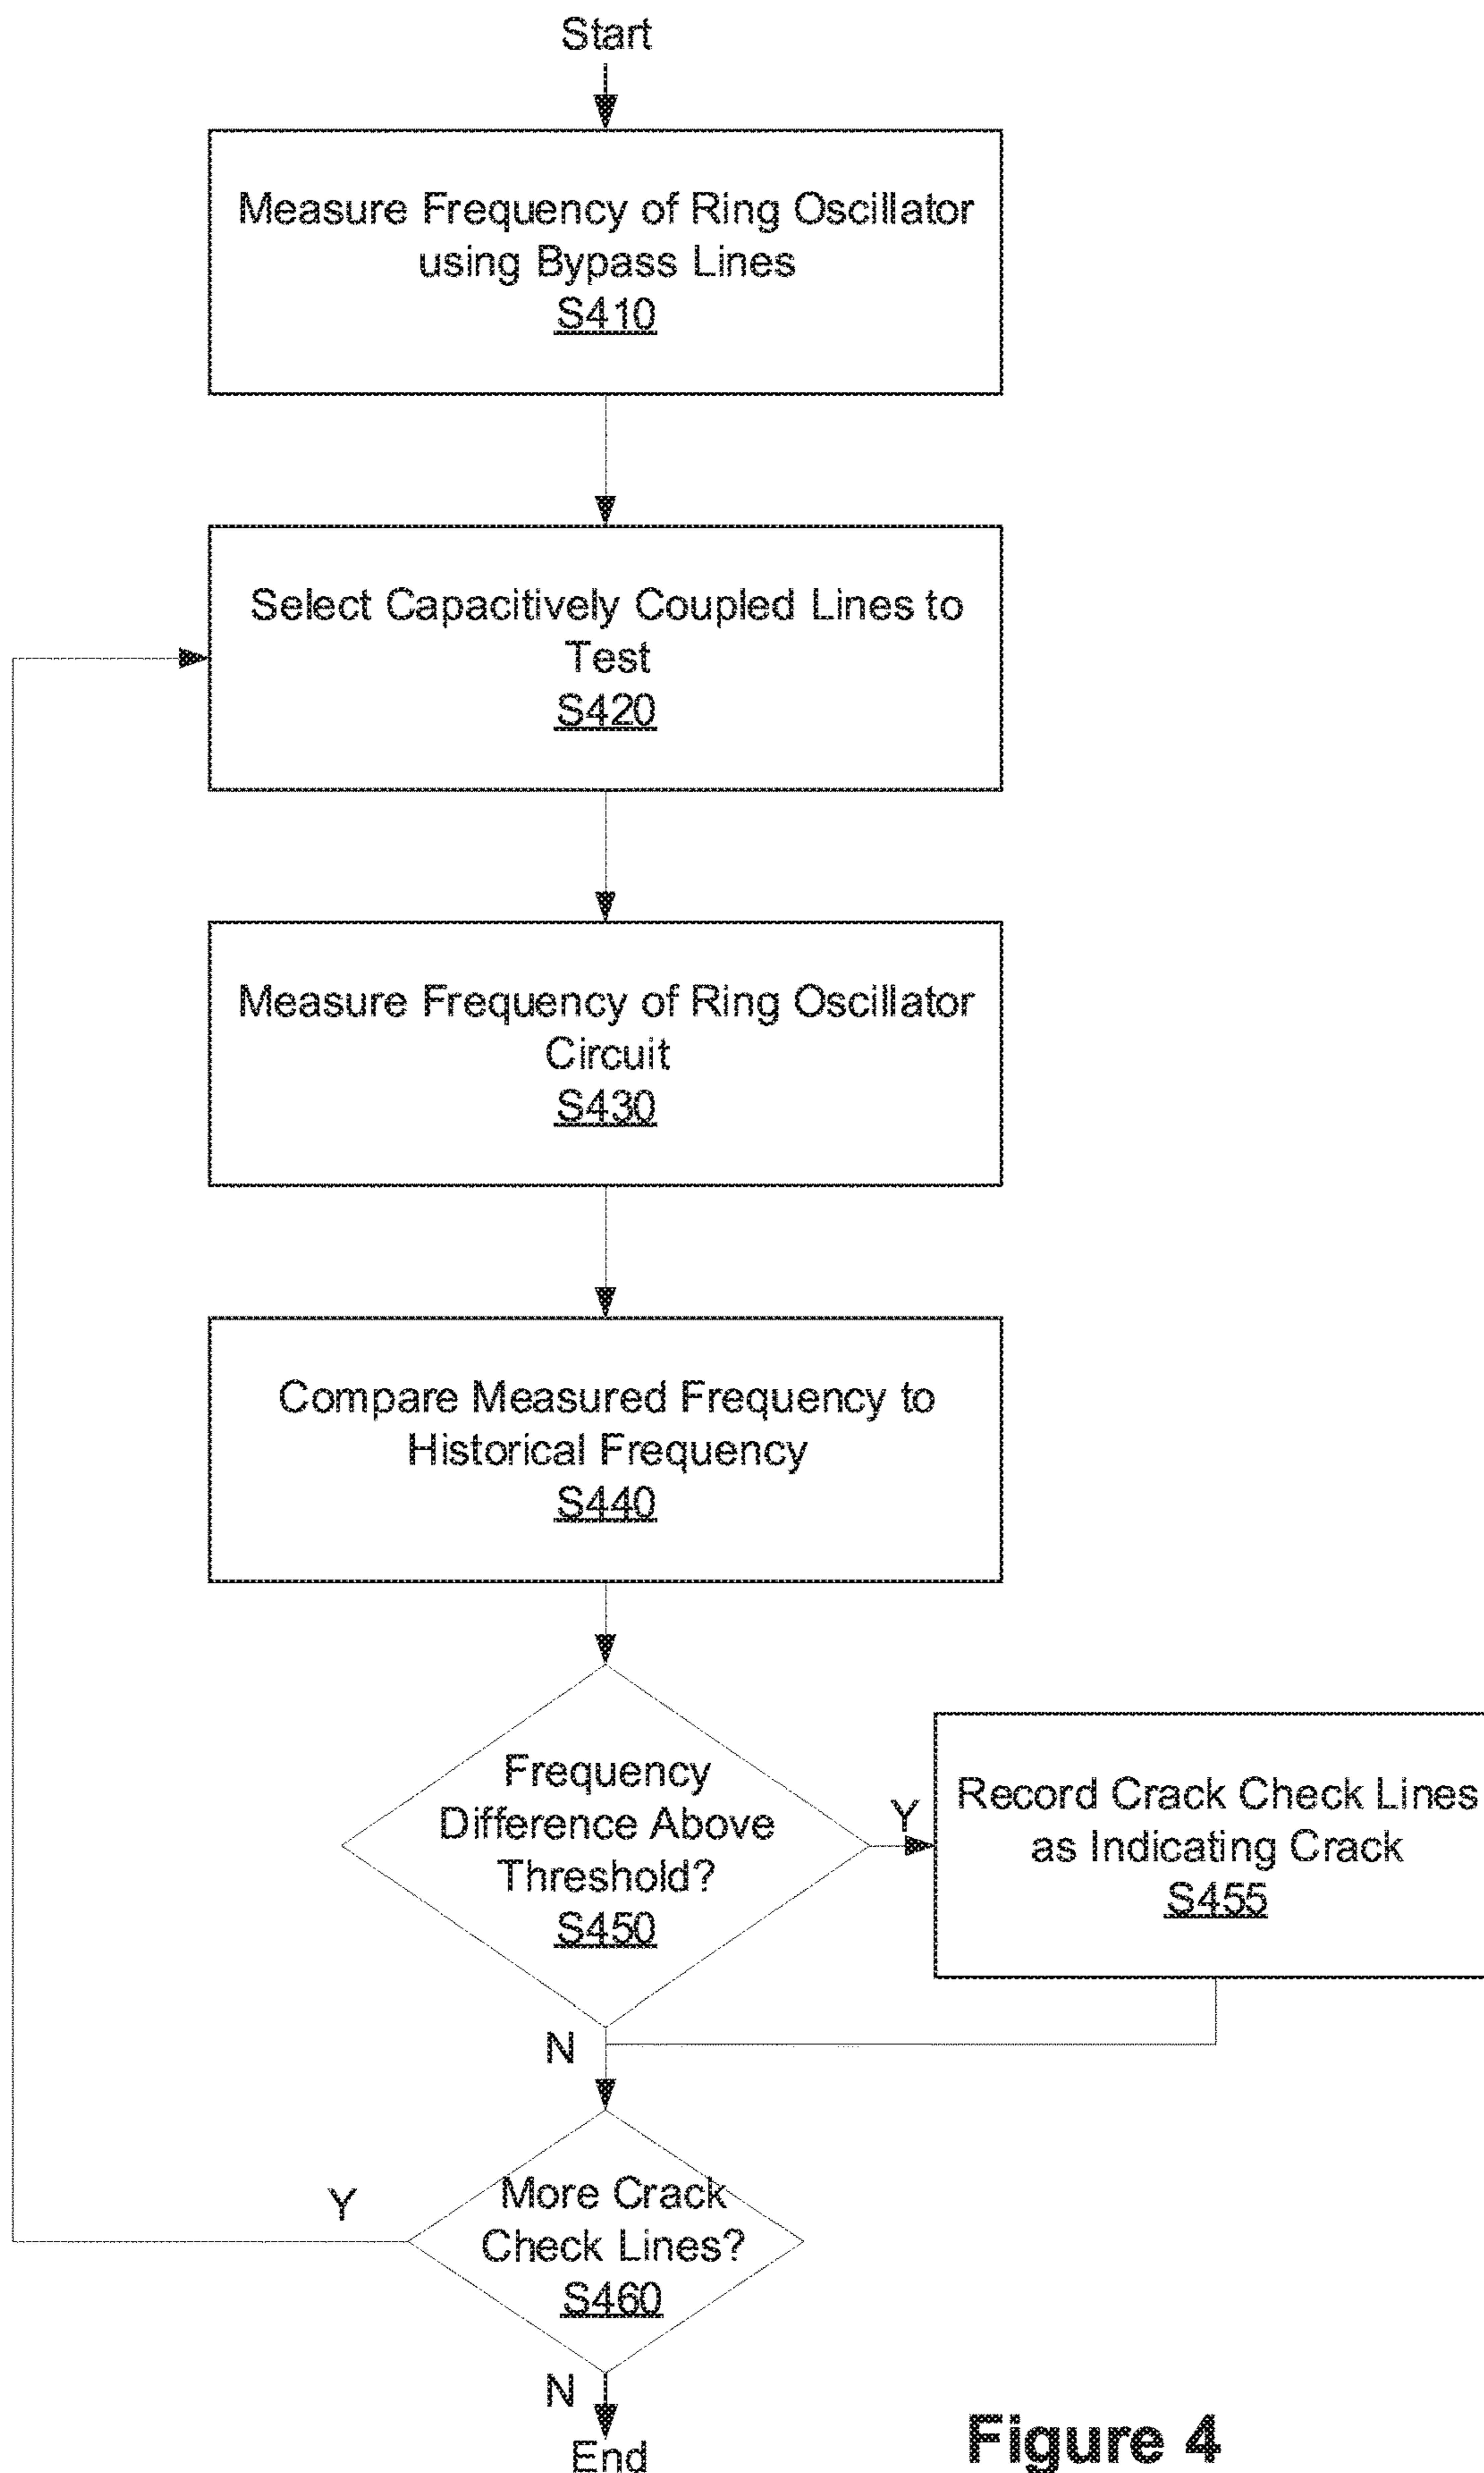 Start
Measure Frequency of Ring Oscillator
using Bypass Lines
S410
Select Capacitively Coupled Lines to
Test
S420
Measure Frequency of Ring Oscillator
Circuit
S430
Compare Measured Frequency to
Historical Frequency
S440
Frequency
Difference Above
Threshold?
S450
Y
Record Crack Check Lines
as Indicating Crack
S455
N
More Crack
Check Lines?
S460
Y
N
End
Figure 4